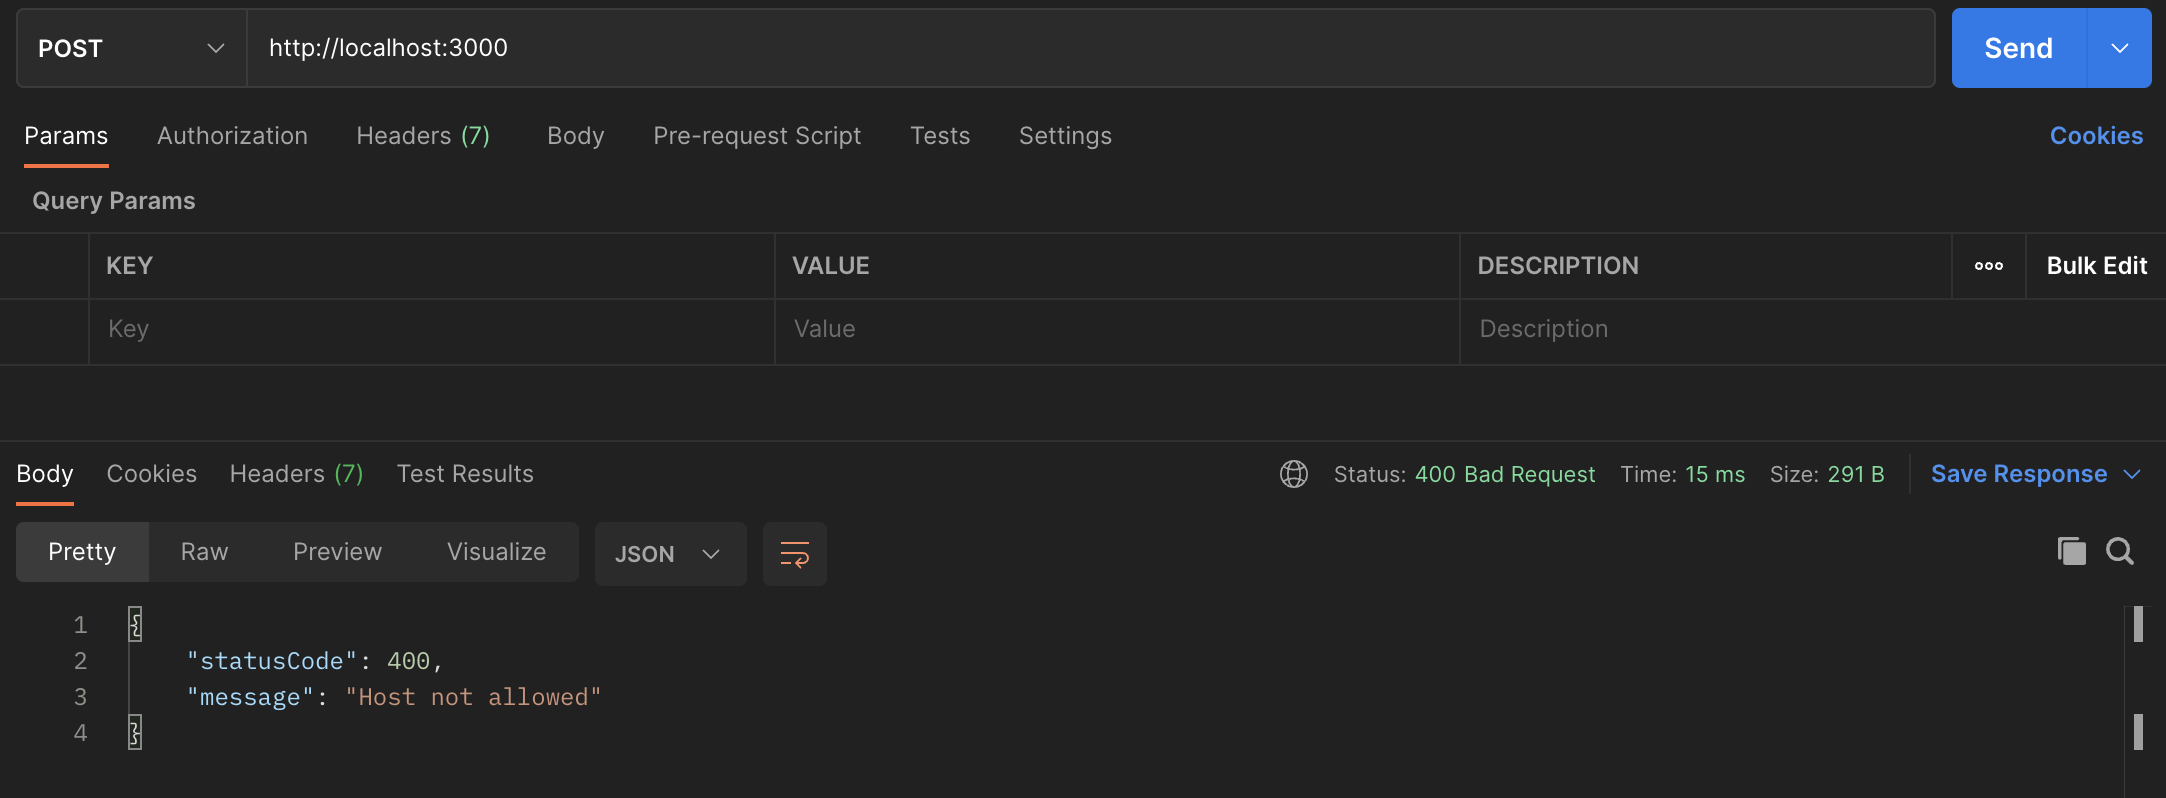 POST http://localhost:3000 Send
Params Authorization Headers (7) Body Pre-request Script Tests Settings Cookies
Query Params
KEY VALUE DESCRIPTION ooo Bulk Edit
Key Value Description
Body Cookies Headers (7) Test Results Status: 400 Bad Request Time: 15 ms Size: 291 B Save Response
Pretty Raw Preview Visualize JSON
1 {
2 "statusCode": 400,
3 "message": "Host not allowed"
4 }